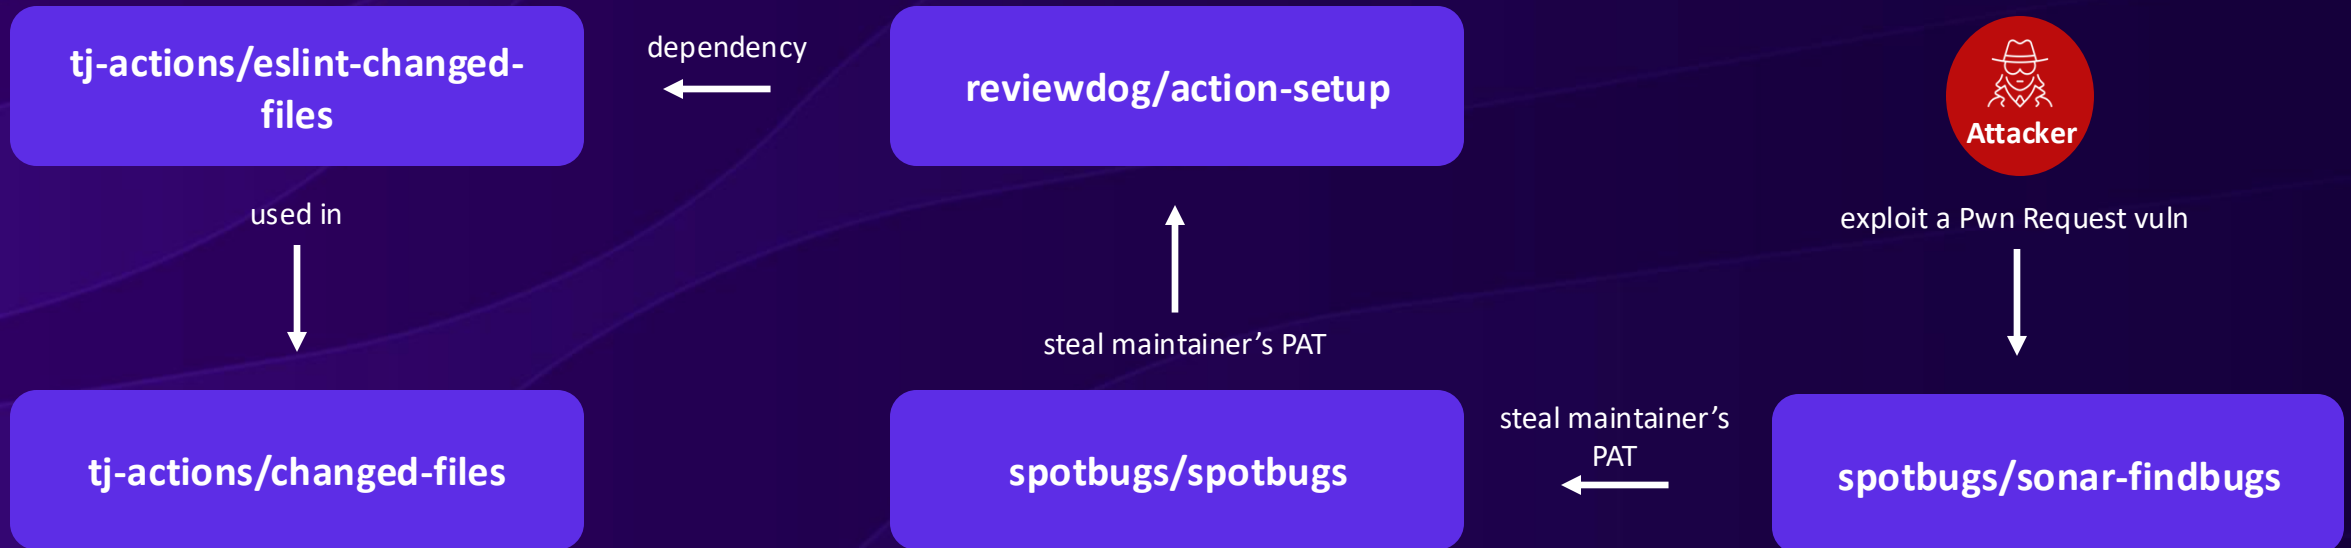 tj-actions/eslint-changed-
files
dependency
reviewdog/action-setup
Attacker
used in
exploit a Pwn Request vuln
steal maintainer’s PAT
tj-actions/changed-files
spotbugs/spotbugs
steal maintainer’s
PAT
spotbugs/sonar-findbugs